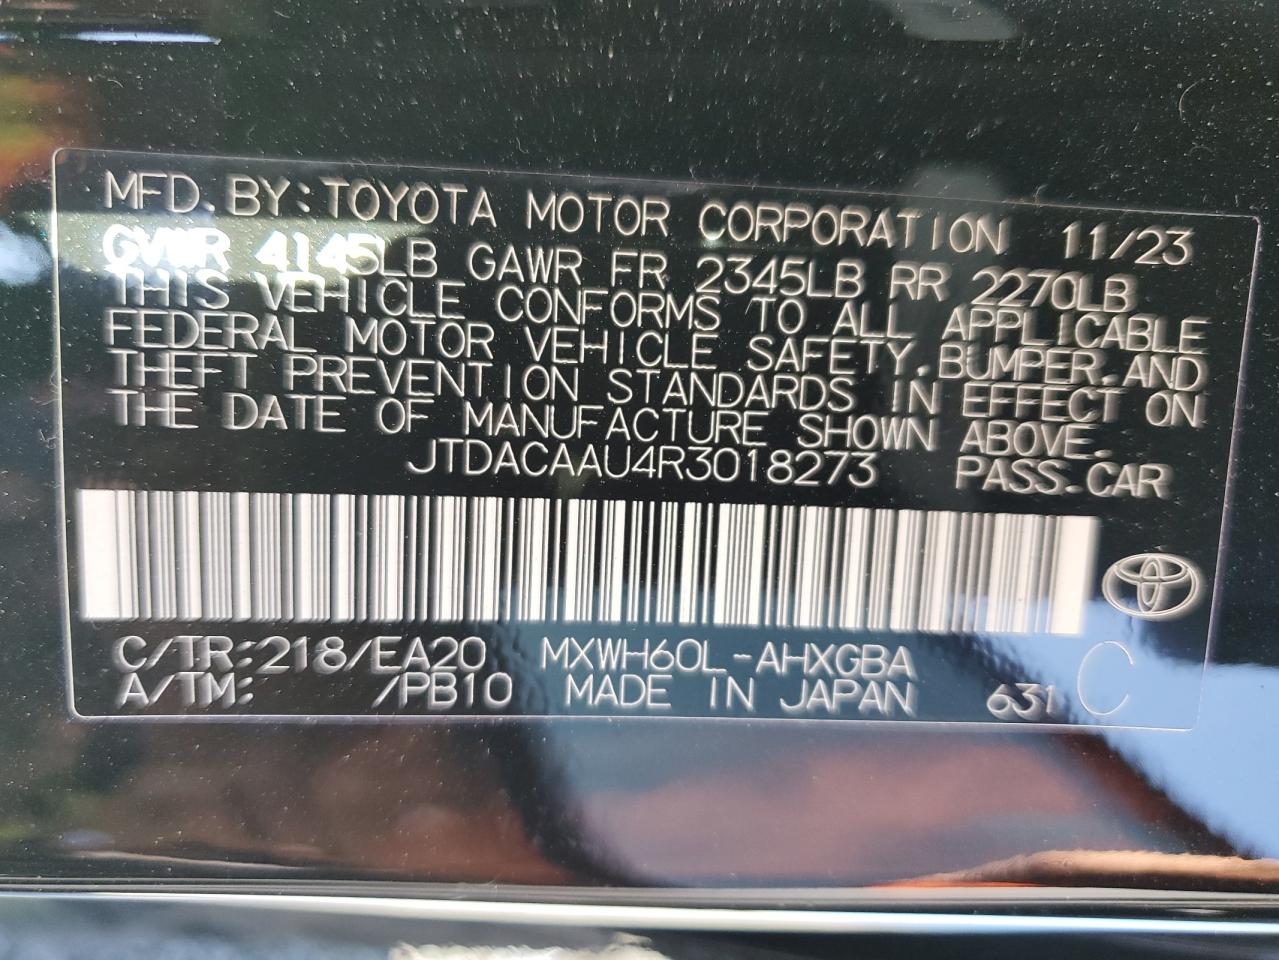 MFD. BY: TOYOTA MOTOR CORPORATION 11/23
GVWR 4145LB GAWR FR 2345LB RR 2270LB
THIS VEHICLE CONFORMS TO ALL APPLICABLE
FEDERAL MOTOR VEHICLE SAFETY, BUMPER, AND
THEFT PREVENTION STANDARDS IN EFFECT ON
THE DATE OF MANUFACTURE SHOWN ABOVE.
JTDACAAU4R3018273 PASS. CAR
C/TR:218/EA20 MXWH60L-AHXGBA
A/TM: /PB10 MADE IN JAPAN 631 C